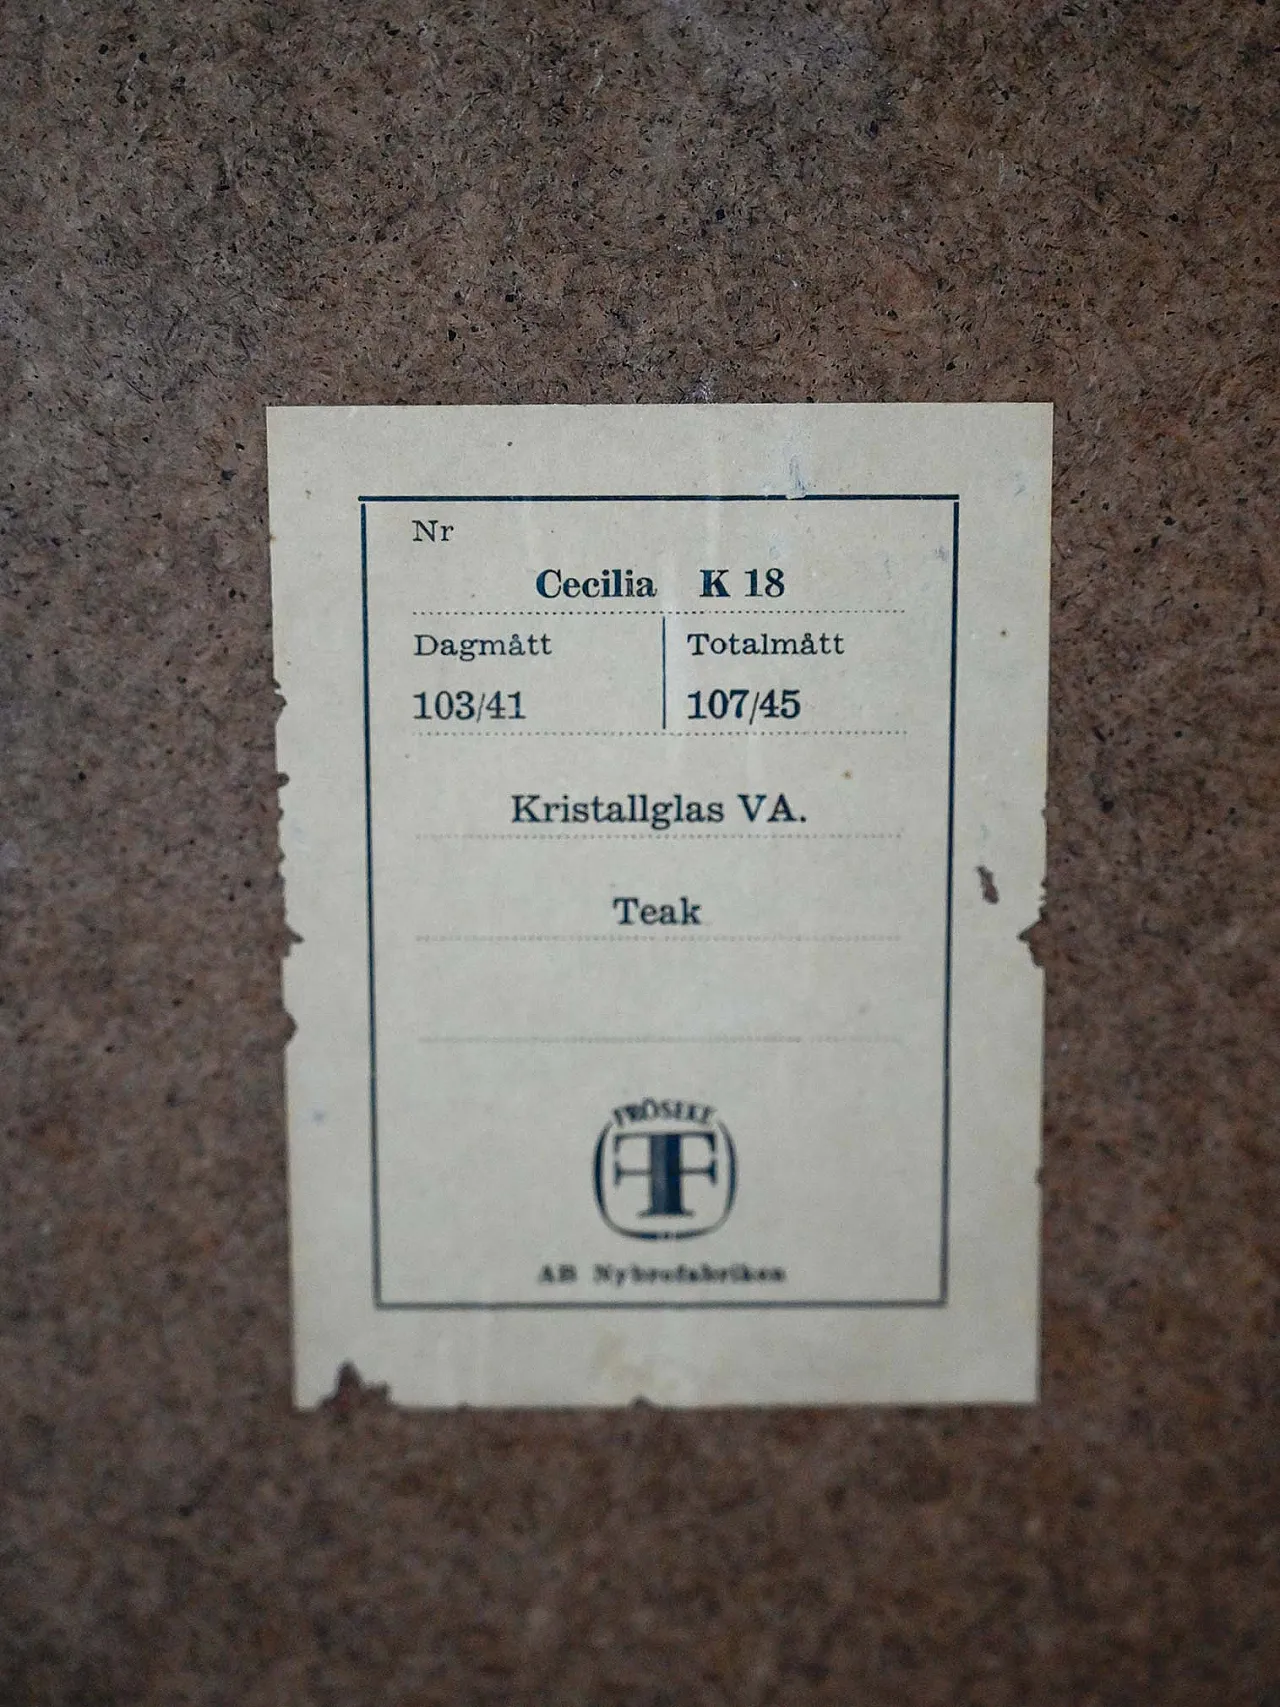 Nr
Cecilia K 18
Dagmått Totalmått
103/41 107/45
Kristallglas VA.
Teak
FRÖSEKE
F
AB Nybrofabriken